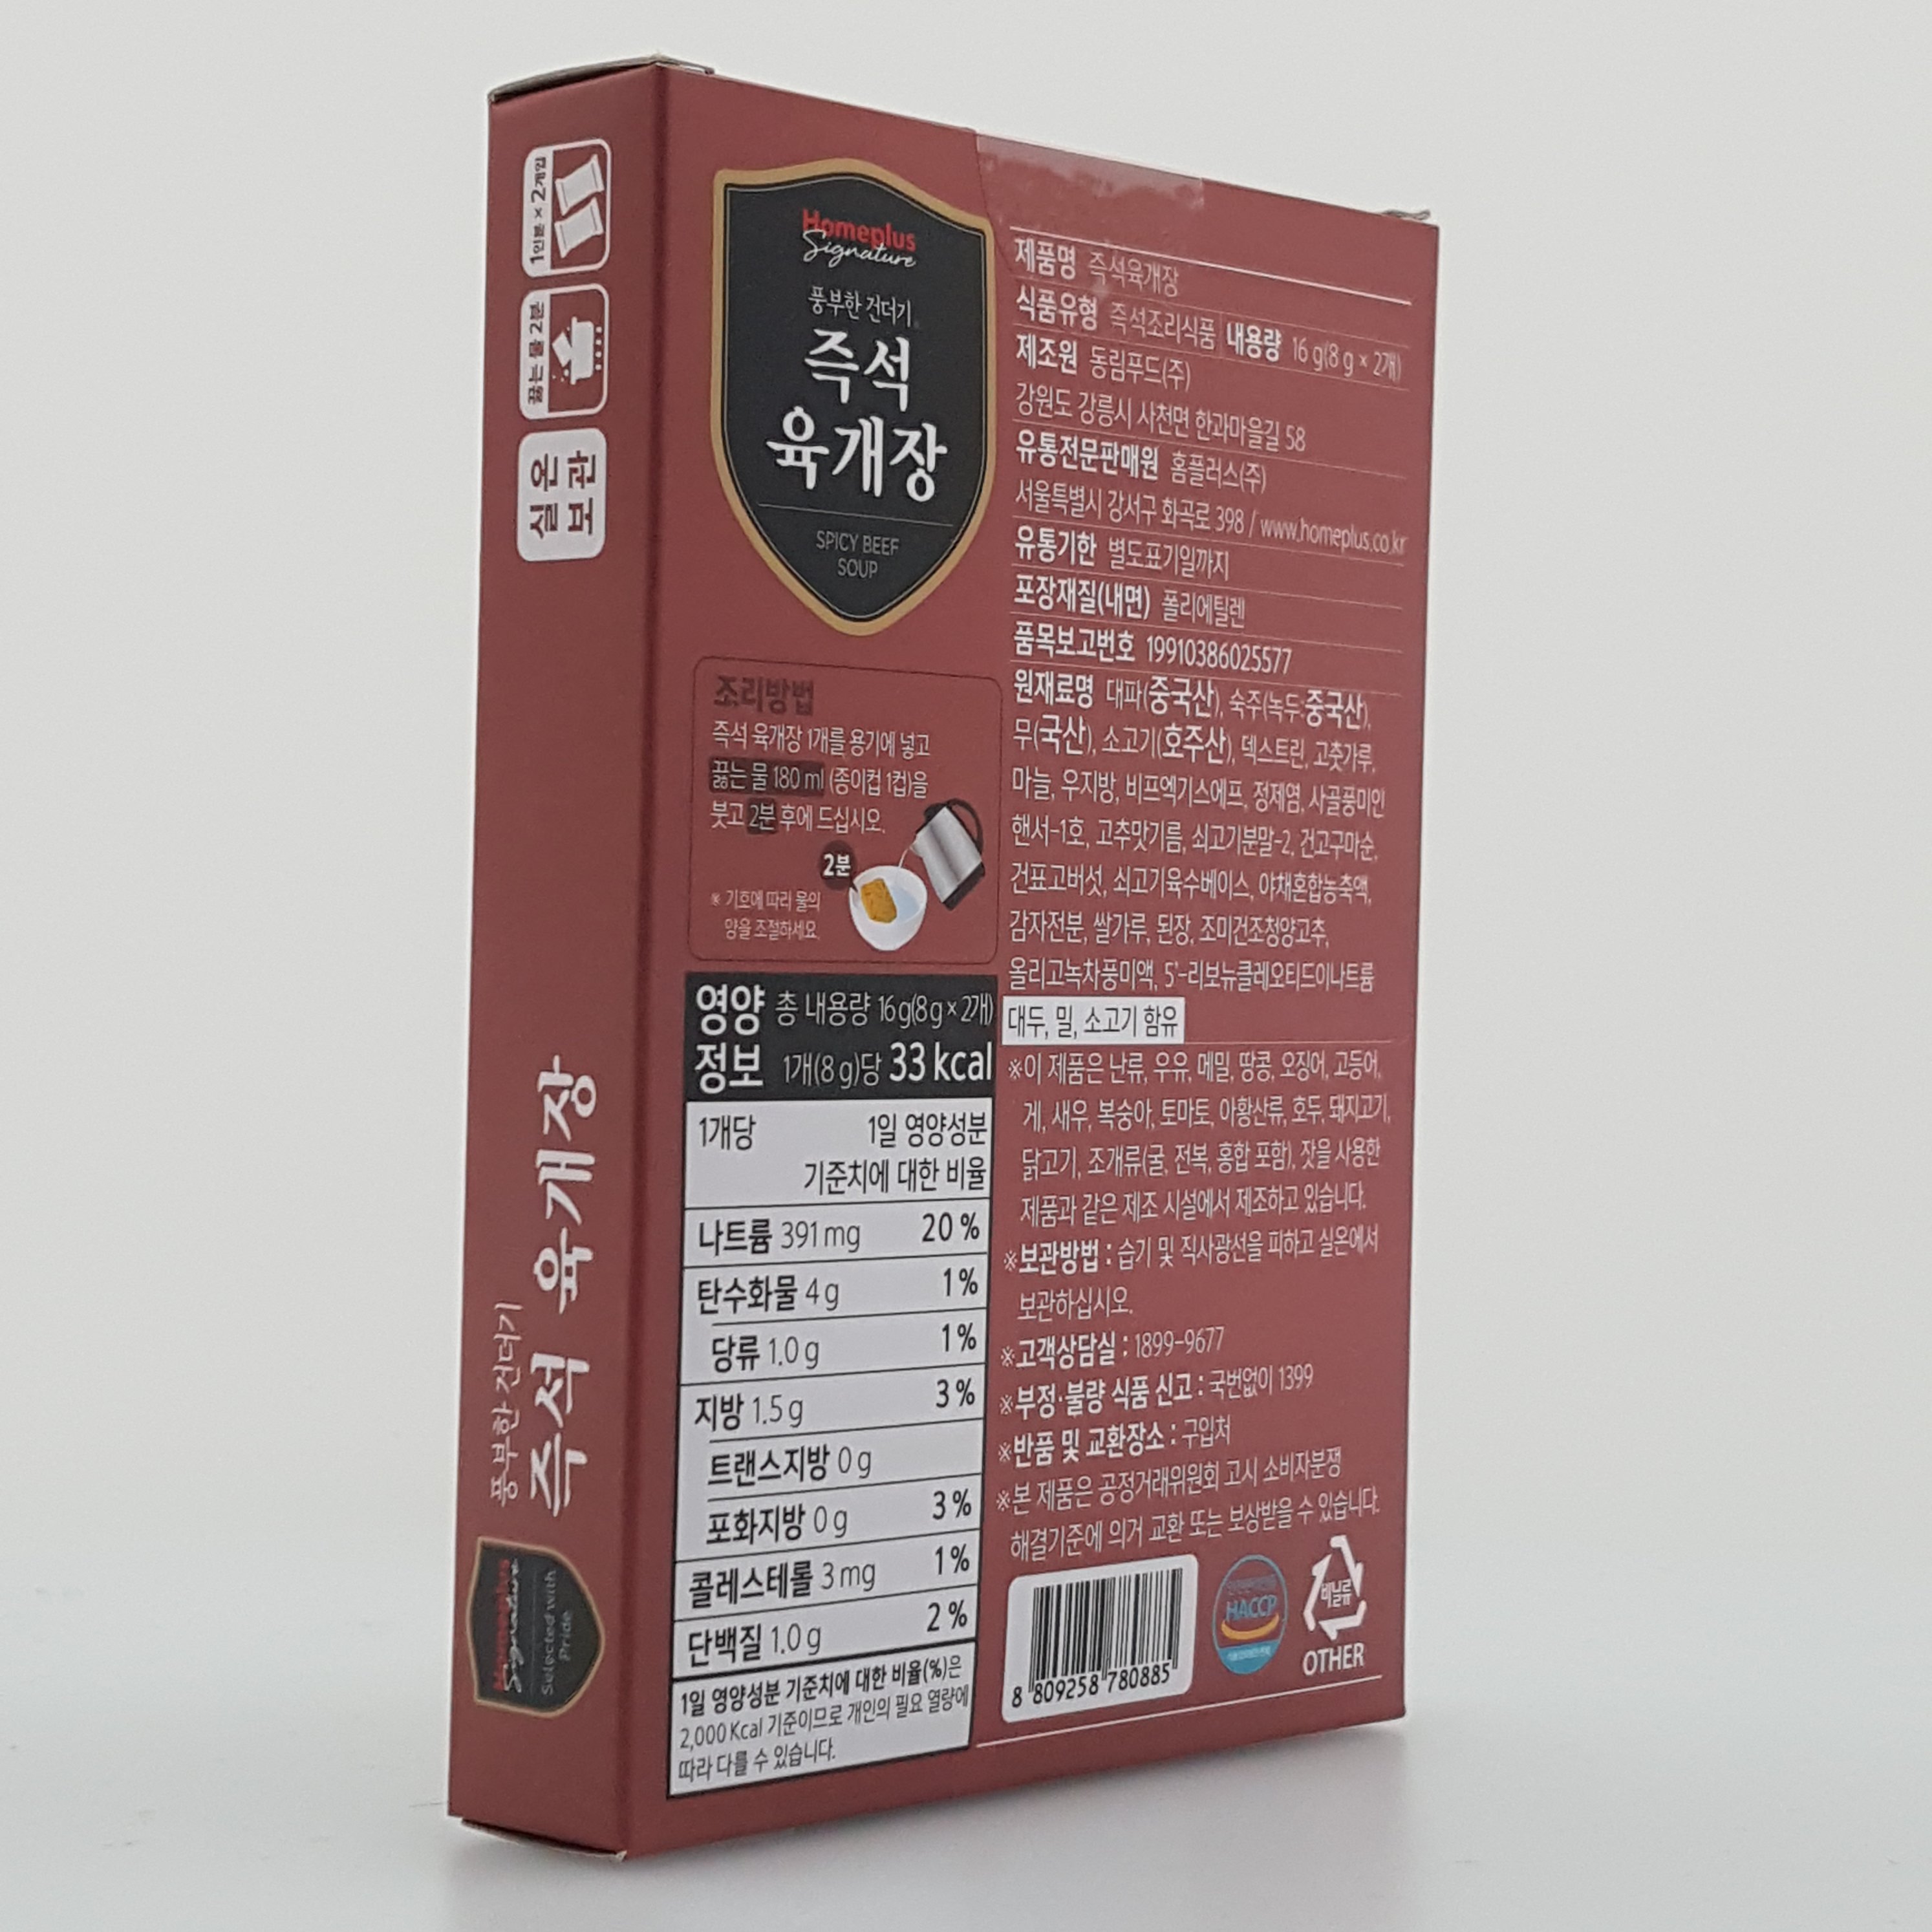 1인분×2개입
끓는 물 2분
실온
보관
풍부한 건더기
즉석 육개장
Homeplus
Signature
Selected with
Pride
Homeplus
Signature
풍부한 건더기
즉석
육개장
SPICY BEEF
SOUP
조리방법
즉석 육개장 1개를 용기에 넣고
끓는 물 180 ml (종이컵 1컵)을
붓고 2분 후에 드십시오.
2분
※ 기호에 따라 물의
양을 조절하세요.
영양 총 내용량 16 g(8 g × 2개)
정보 1개(8 g)당 33 kcal
1개당 1일 영양성분
기준치에 대한 비율
나트륨 391 mg 20 %
탄수화물 4 g 1 %
당류 1.0 g 1 %
지방 1.5 g 3 %
트랜스지방 0 g
포화지방 0 g 3 %
콜레스테롤 3 mg 1 %
단백질 1.0 g 2 %
1일 영양성분 기준치에 대한 비율(%)은
2,000 Kcal 기준이므로 개인의 필요 열량에
따라 다를 수 있습니다.
제품명 즉석육개장
식품유형 즉석조리식품 내용량 16 g(8 g × 2개)
제조원 동림푸드(주)
강원도 강릉시 사천면 한과마을길 58
유통전문판매원 홈플러스(주)
서울특별시 강서구 화곡로 398 / www.homeplus.co.kr
유통기한 별도표기일까지
포장재질(내면) 폴리에틸렌
품목보고번호 19910386025577
원재료명 대파(중국산), 숙주(녹두:중국산),
무(국산), 소고기(호주산), 덱스트린, 고춧가루,
마늘, 우지방, 비프엑기스에프, 정제염, 사골풍미인
핸서-1호, 고추맛기름, 쇠고기분말-2, 건고구마순,
건표고버섯, 쇠고기육수베이스, 야채혼합농축액,
감자전분, 쌀가루, 된장, 조미건조청양고추,
올리고녹차풍미액, 5'-리보뉴클레오티드이나트륨
대두, 밀, 소고기 함유
※이 제품은 난류, 우유, 메밀, 땅콩, 오징어, 고등어,
게, 새우, 복숭아, 토마토, 아황산류, 호두, 돼지고기,
닭고기, 조개류(굴, 전복, 홍합 포함), 잣을 사용한
제품과 같은 제조 시설에서 제조하고 있습니다.
※보관방법 : 습기 및 직사광선을 피하고 실온에서
보관하십시오.
※고객상담실 : 1899-9677
※부정·불량 식품 신고 : 국번없이 1399
※반품 및 교환장소 : 구입처
※본 제품은 공정거래위원회 고시 소비자분쟁
해결기준에 의거 교환 또는 보상받을 수 있습니다.
8 809258 780885
HACCP
비닐류
OTHER